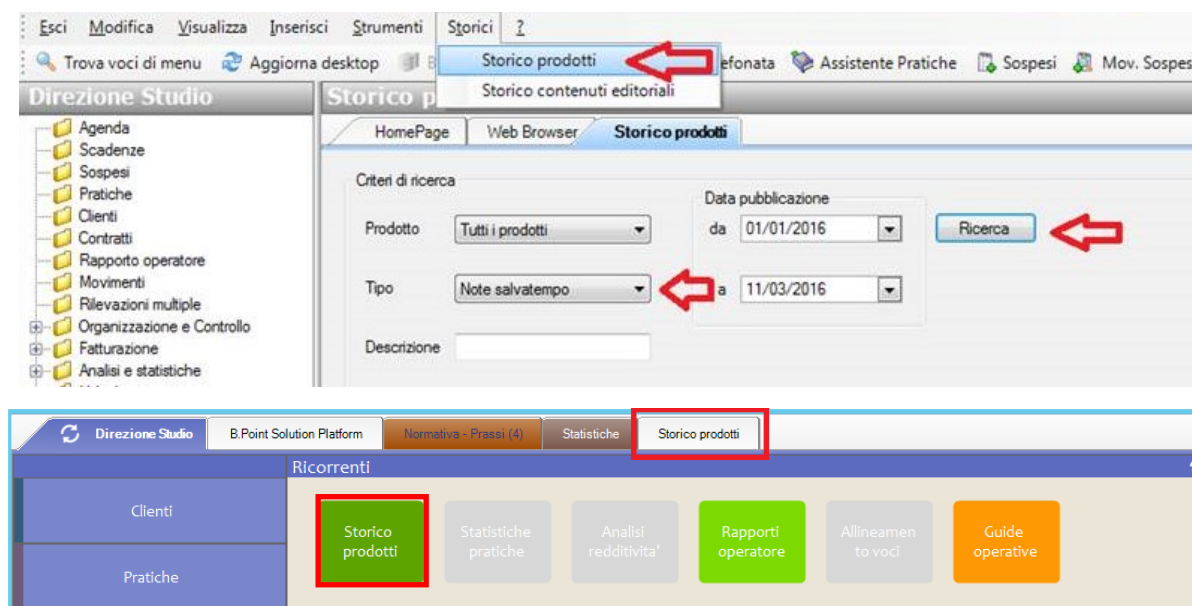 Esci Modifica Visualizza Inserisci Strumenti Storici ?
Storico prodotti
Storico contenuti editoriali
Trova voci di menu Aggiorna desktop efonata Assistente Pratiche Sospesi Mov. Sospes
Direzione Studio
Storico p
Agenda
Scadenze
Sospesi
Pratiche
Clienti
Contratti
Rapporto operatore
Movimenti
Rilevazioni multiple
Organizzazione e Controllo
Fatturazione
Analisi e statistiche
HomePage Web Browser Storico prodotti
Criteri di ricerca
Data pubblicazione
Prodotto Tutti i prodotti da 01/01/2016 Ricerca
Tipo Note salvatempo a 11/03/2016
Descrizione
Direzione Studio B.Point Solution Platform Normativa - Prassi (4) Statistiche Storico prodotti
Ricorrenti
Clienti
Pratiche
Storico
prodotti
Statistiche
pratiche
Analisi
redditivita'
Rapporti
operatore
Allineamen
to voci
Guide
operative